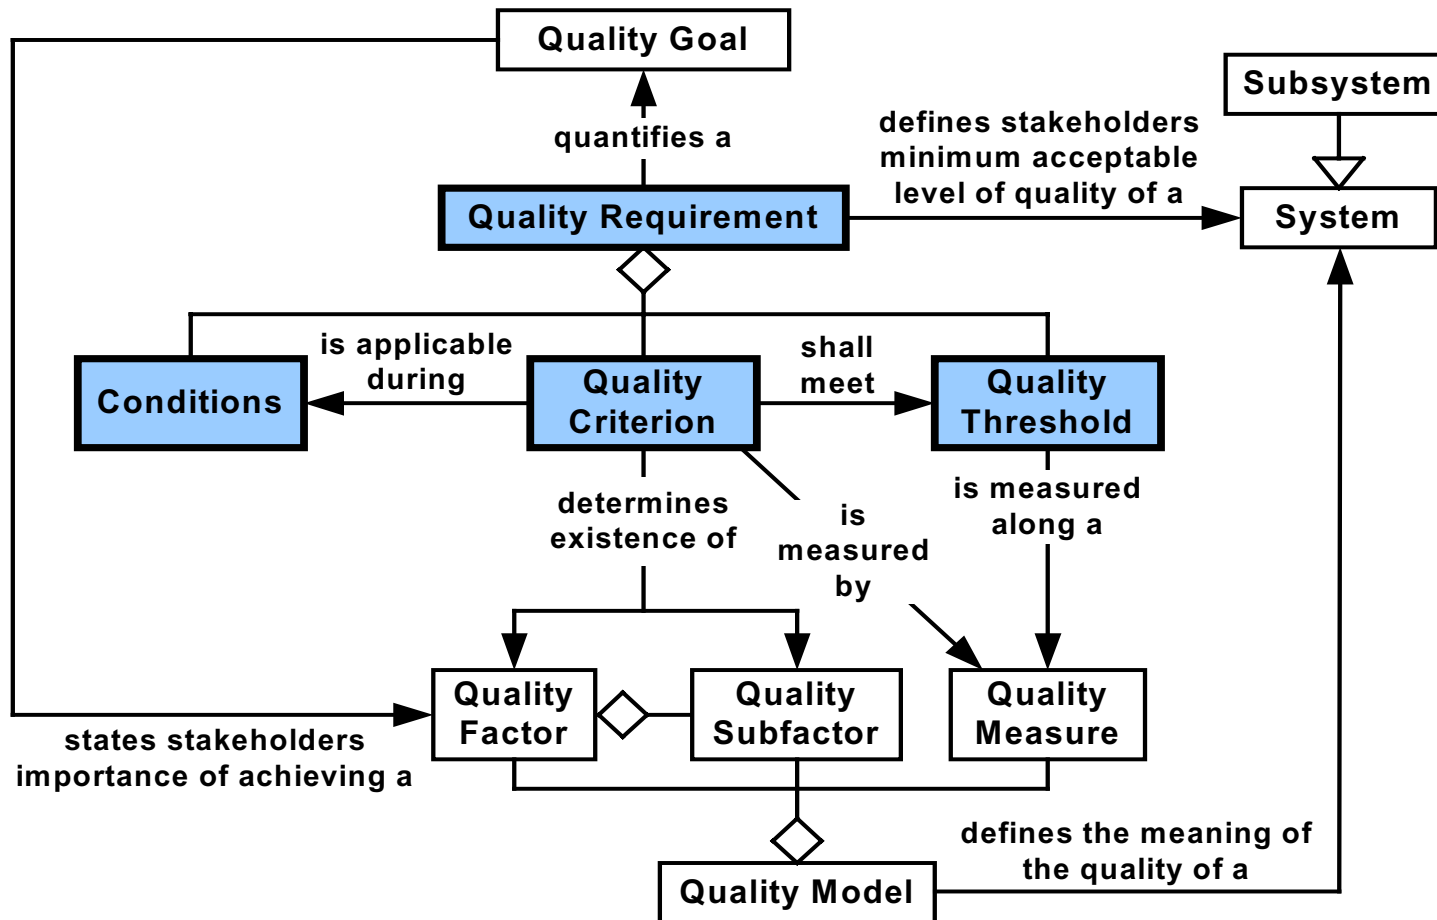 Quality Goal
Subsystem
quantifies a
defines stakeholders
minimum acceptable
level of quality of a
Quality Requirement
System
is applicable
during
shall
meet
Conditions
Quality
Criterion
Quality
Threshold
determines
existence of
is
measured
by
is measured
along a
Quality
Factor
Quality
Subfactor
Quality
Measure
states stakeholders
importance of achieving a
defines the meaning of
the quality of a
Quality Model